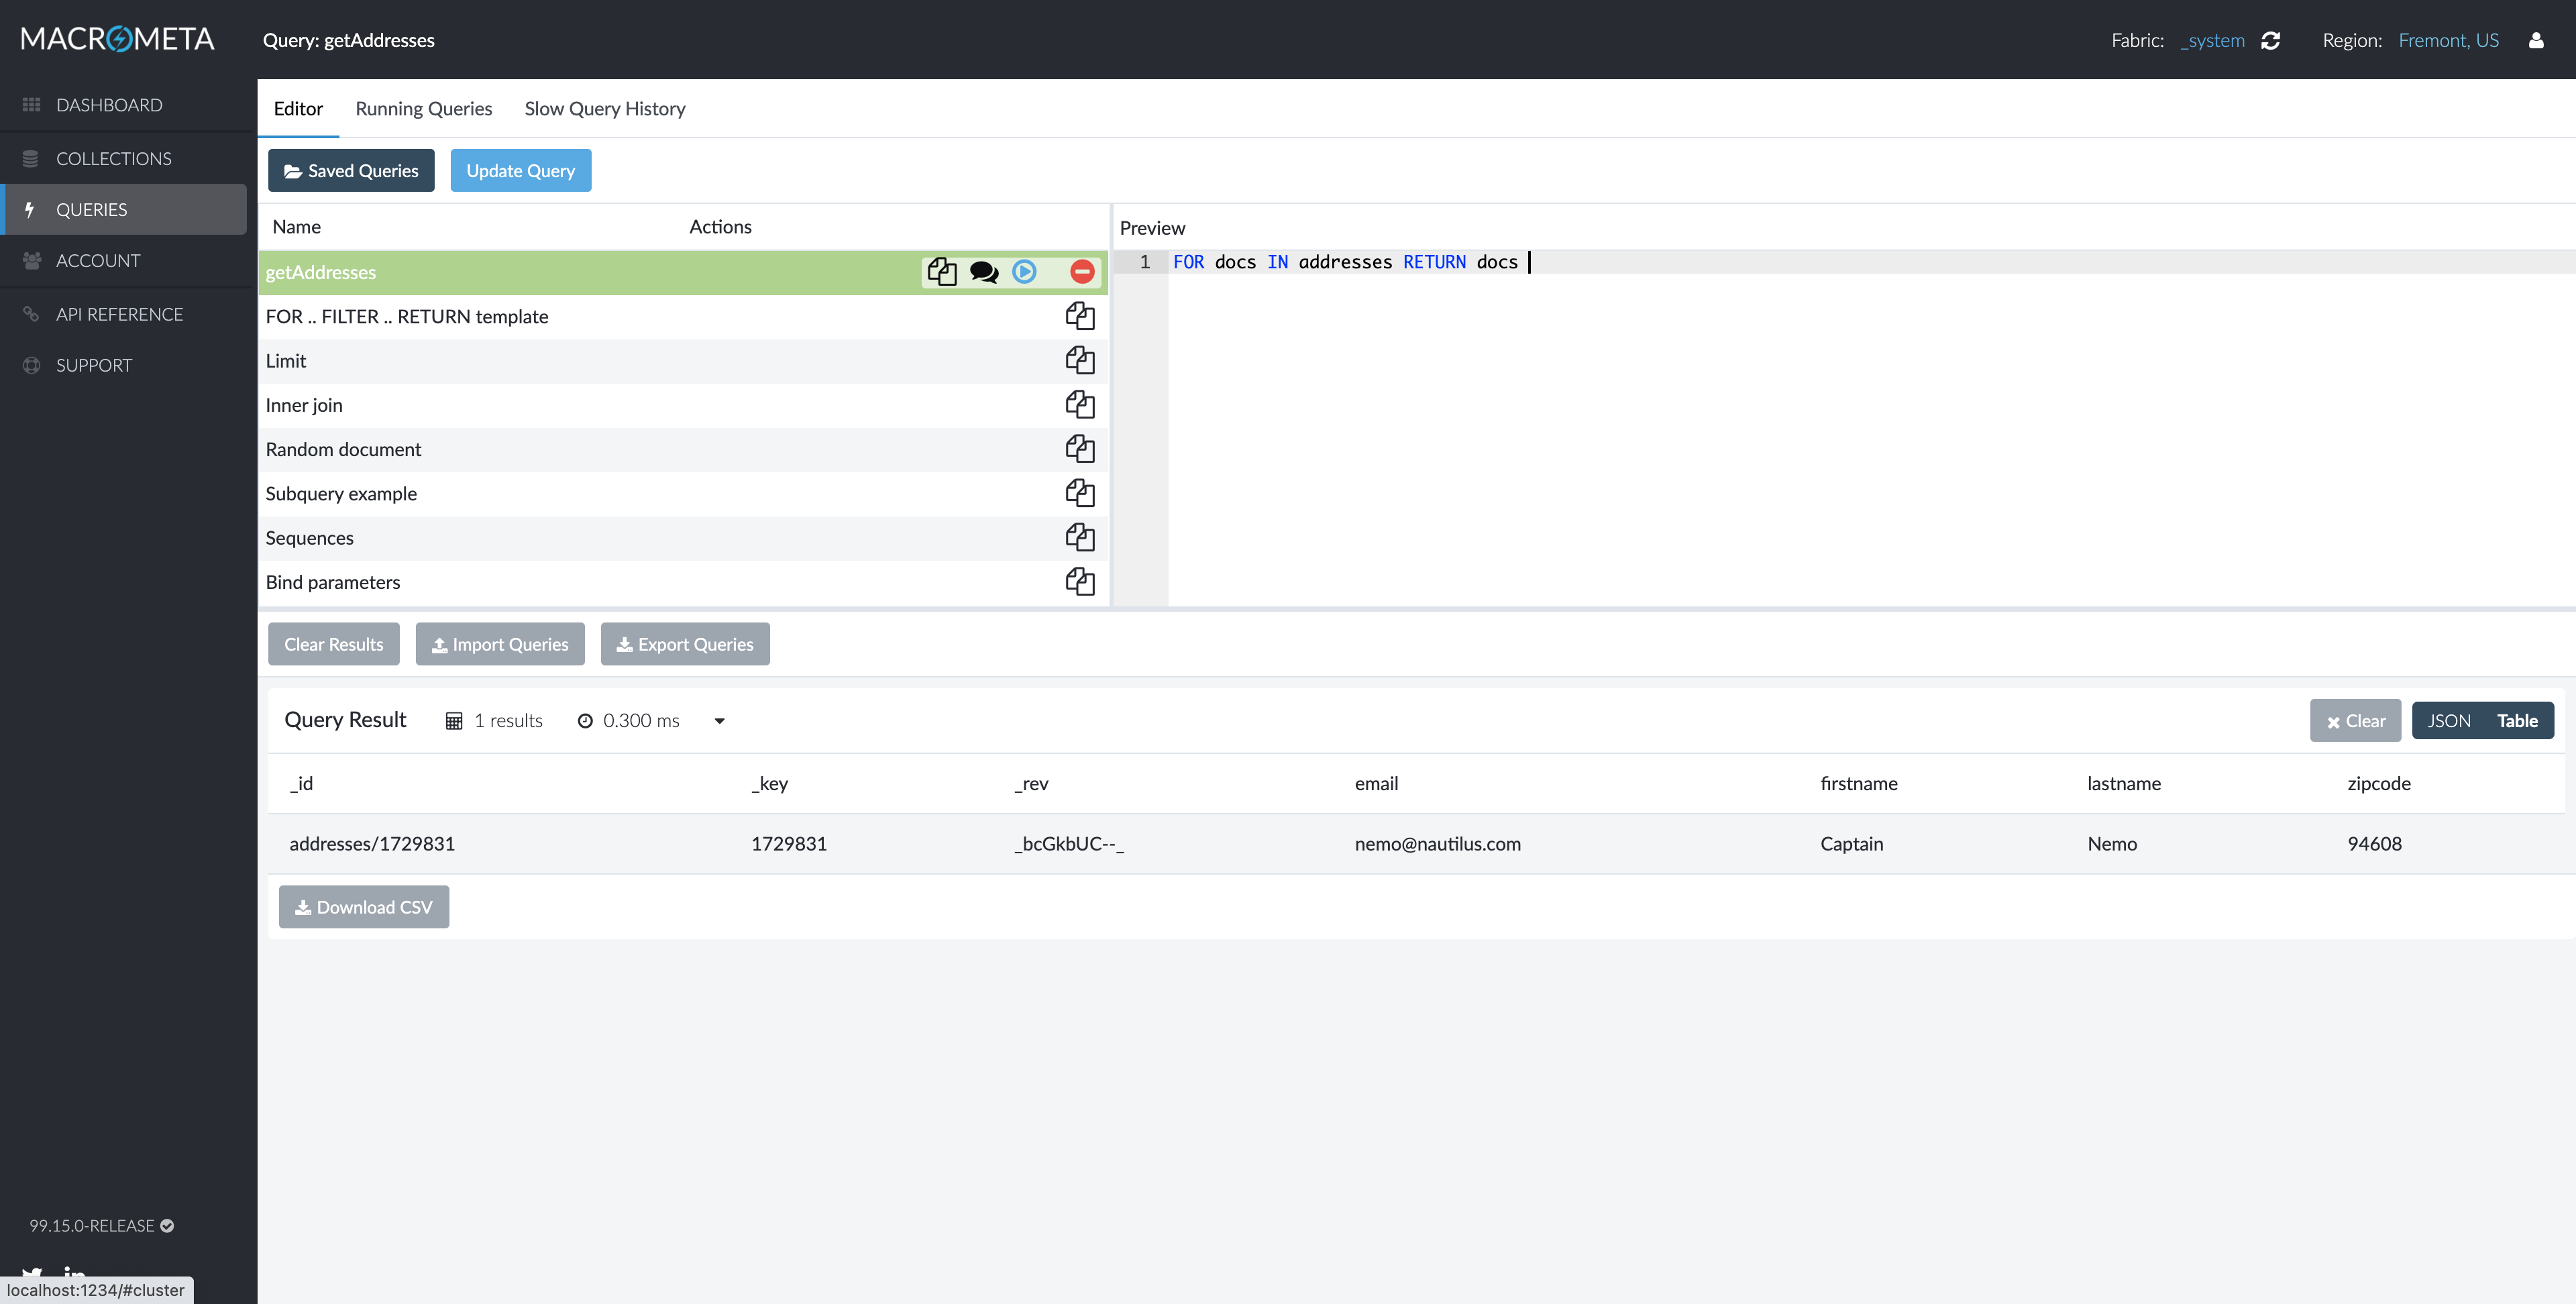 MACROMETA
Query: getAddresses
Fabric: _system
Region: Fremont, US
DASHBOARD
COLLECTIONS
QUERIES
ACCOUNT
API REFERENCE
SUPPORT
Editor Running Queries Slow Query History
Saved Queries Update Query
Name Actions
getAddresses
FOR .. FILTER .. RETURN template
Limit
Inner join
Random document
Subquery example
Sequences
Bind parameters
Preview
1 FOR docs IN addresses RETURN docs
Clear Results Import Queries Export Queries
Query Result 1 results 0.300 ms Clear JSON Table
_id _key _rev email firstname lastname zipcode
addresses/1729831 1729831 _bcGkbUC--_ nemo@nautilus.com Captain Nemo 94608
Download CSV
99.15.0-RELEASE
localhost:1234/#cluster